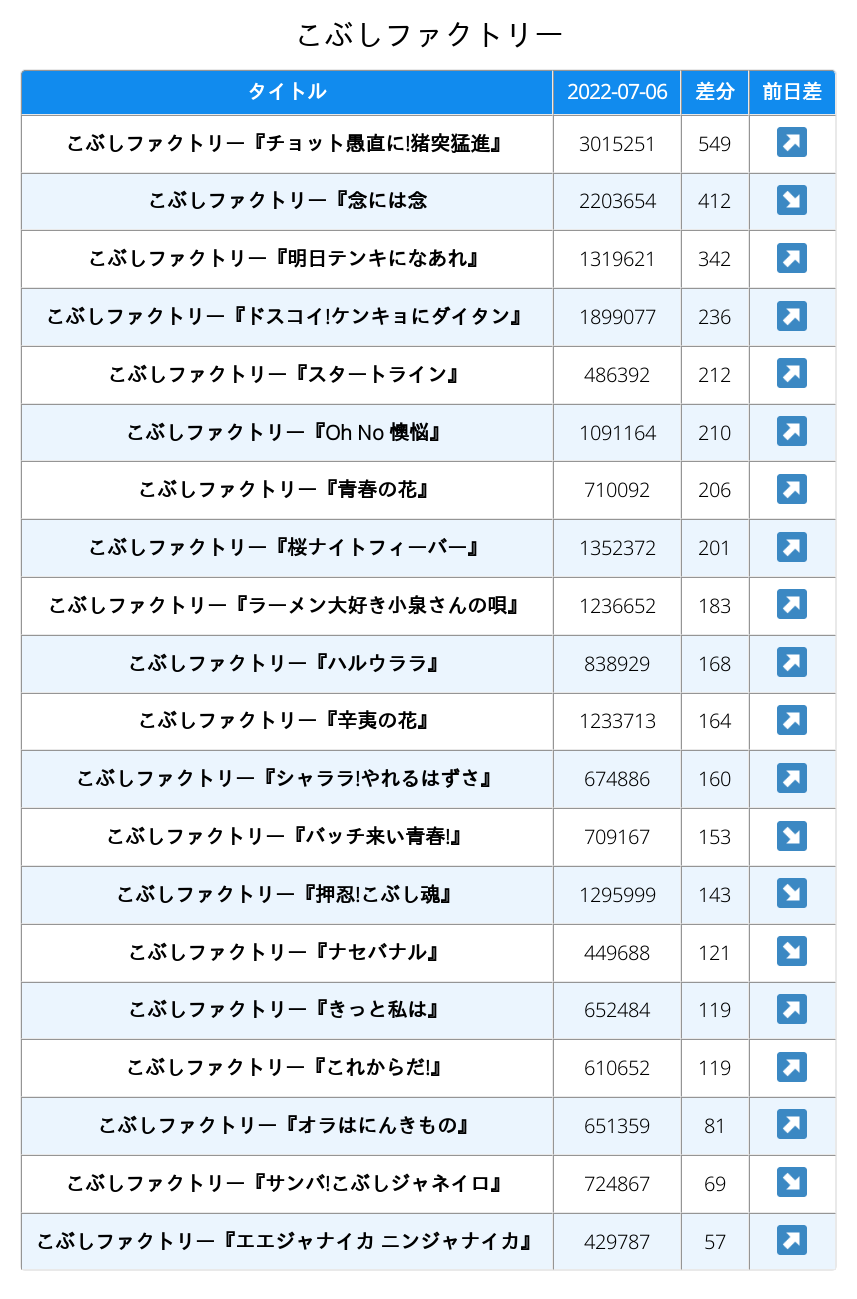 こぶしファクトリー
タイトル 2022-07-06 差分 前日差
こぶしファクトリー『チョット愚直に!猪突猛進』 3015251 549 ↗
こぶしファクトリー『念には念 2203654 412 ↘
こぶしファクトリー『明日テンキになあれ』 1319621 342 ↗
こぶしファクトリー『ドスコイ!ケンキョにダイタン』 1899077 236 ↗
こぶしファクトリー『スタートライン』 486392 212 ↗
こぶしファクトリー『Oh No 懊悩』 1091164 210 ↗
こぶしファクトリー『青春の花』 710092 206 ↗
こぶしファクトリー『桜ナイトフィーバー』 1352372 201 ↗
こぶしファクトリー『ラーメン大好き小泉さんの唄』 1236652 183 ↗
こぶしファクトリー『ハルウララ』 838929 168 ↗
こぶしファクトリー『辛夷の花』 1233713 164 ↗
こぶしファクトリー『シャララ!やれるはずさ』 674886 160 ↗
こぶしファクトリー『バッチ来い青春!』 709167 153 ↘
こぶしファクトリー『押忍!こぶし魂』 1295999 143 ↘
こぶしファクトリー『ナセバナル』 449688 121 ↘
こぶしファクトリー『きっと私は』 652484 119 ↗
こぶしファクトリー『これからだ!』 610652 119 ↗
こぶしファクトリー『オラはにんきもの』 651359 81 ↗
こぶしファクトリー『サンバ!こぶしジャネイロ』 724867 69 ↘
こぶしファクトリー『エエジャナイカ ニンジャナイカ』 429787 57 ↗